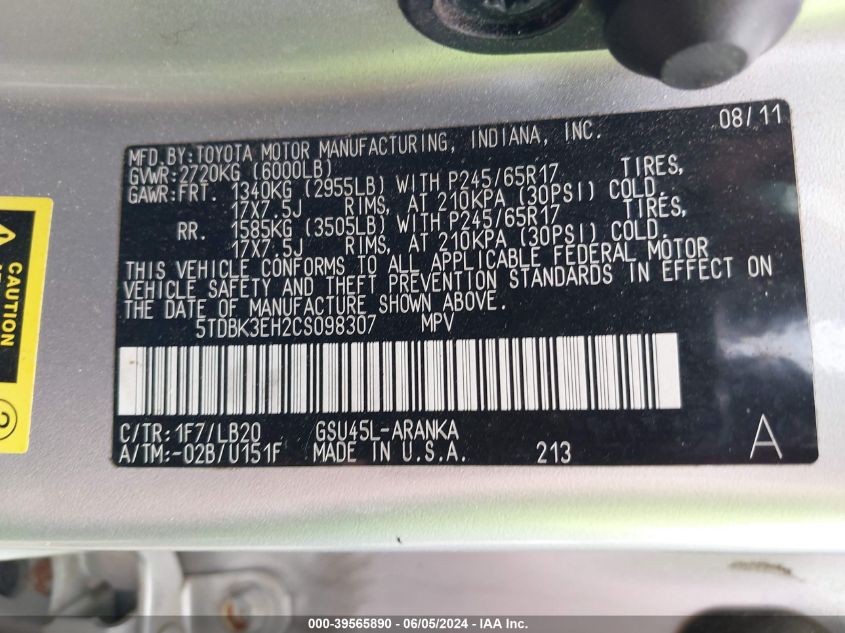 08/11
MFD.BY:TOYOTA MOTOR MANUFACTURING, INDIANA, INC.
GVWR:2720KG (6000LB)
GAWR:FRT. 1340KG (2955LB) WITH P245/65R17 TIRES,
17X7.5J RIMS, AT 210KPA (30PSI) COLD.
RR. 1585KG (3505LB) WITH P245/65R17 TIRES,
17X7.5J RIMS, AT 210KPA (30PSI) COLD.
THIS VEHICLE CONFORMS TO ALL APPLICABLE FEDERAL MOTOR
VEHICLE SAFETY AND THEFT PREVENTION STANDARDS IN EFFECT ON
THE DATE OF MANUFACTURE SHOWN ABOVE.
5TDBK3EH2CS098307 MPV
C/TR:1F7/LB20 GSU45L-ARANKA
A/TM:-02B/U151F MADE IN U.S.A. 213 A
CAUTION
000-39565890 - 06/05/2024 - IAA Inc.